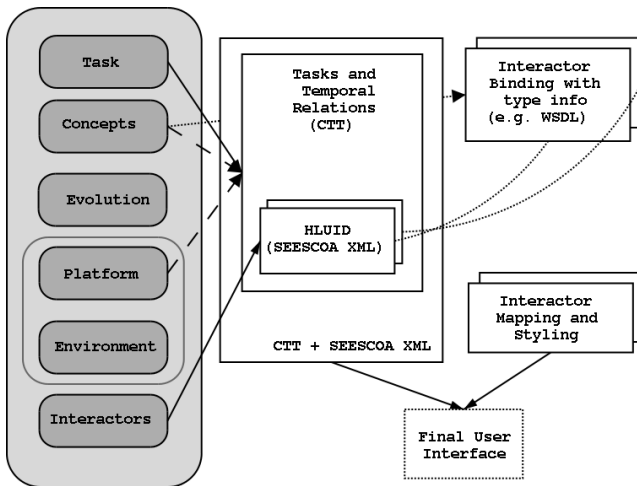 Task
Concepts
Evolution
Platform
Environment
Interactors
Tasks and
Temporal
Relations
(CTT)
HLUID
(SEESCOA XML)
CTT + SEESCOA XML
Interactor
Binding with
type info
(e.g. WSDL)
Interactor
Mapping and
Styling
Final User
Interface